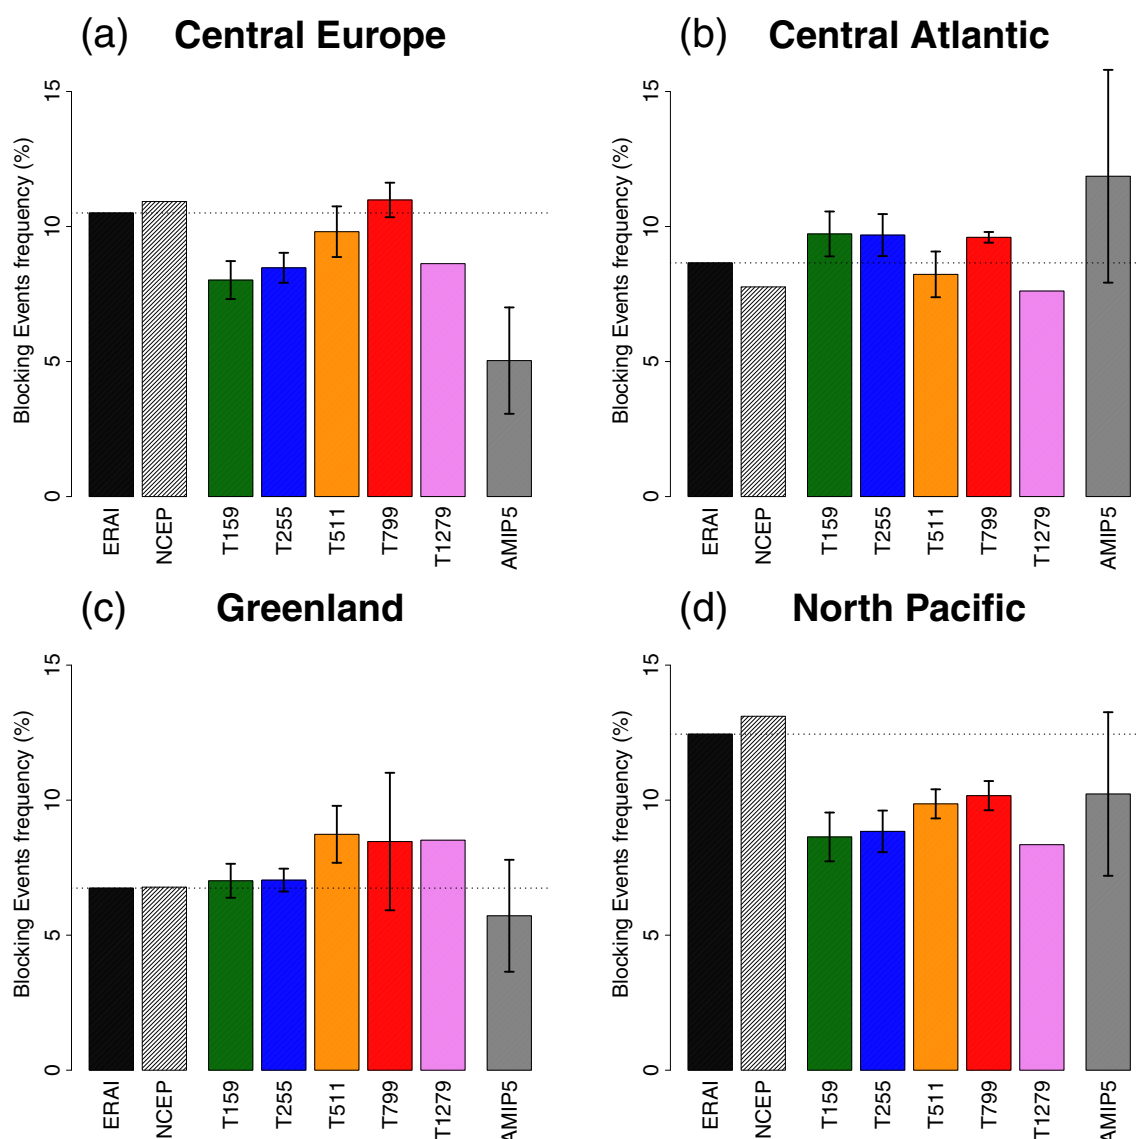 (a) Central Europe
Blocking Events frequency (%)
15
10
5
0
ERAI NCEP T159 T255 T511 T799 T1279 AMIP5
(b) Central Atlantic
Blocking Events frequency (%)
15
10
5
0
ERAI NCEP T159 T255 T511 T799 T1279 AMIP5
(c) Greenland
Blocking Events frequency (%)
15
10
5
0
ERAI NCEP T159 T255 T511 T799 T1279 AMIP5
(d) North Pacific
Blocking Events frequency (%)
15
10
5
0
ERAI NCEP T159 T255 T511 T799 T1279 AMIP5